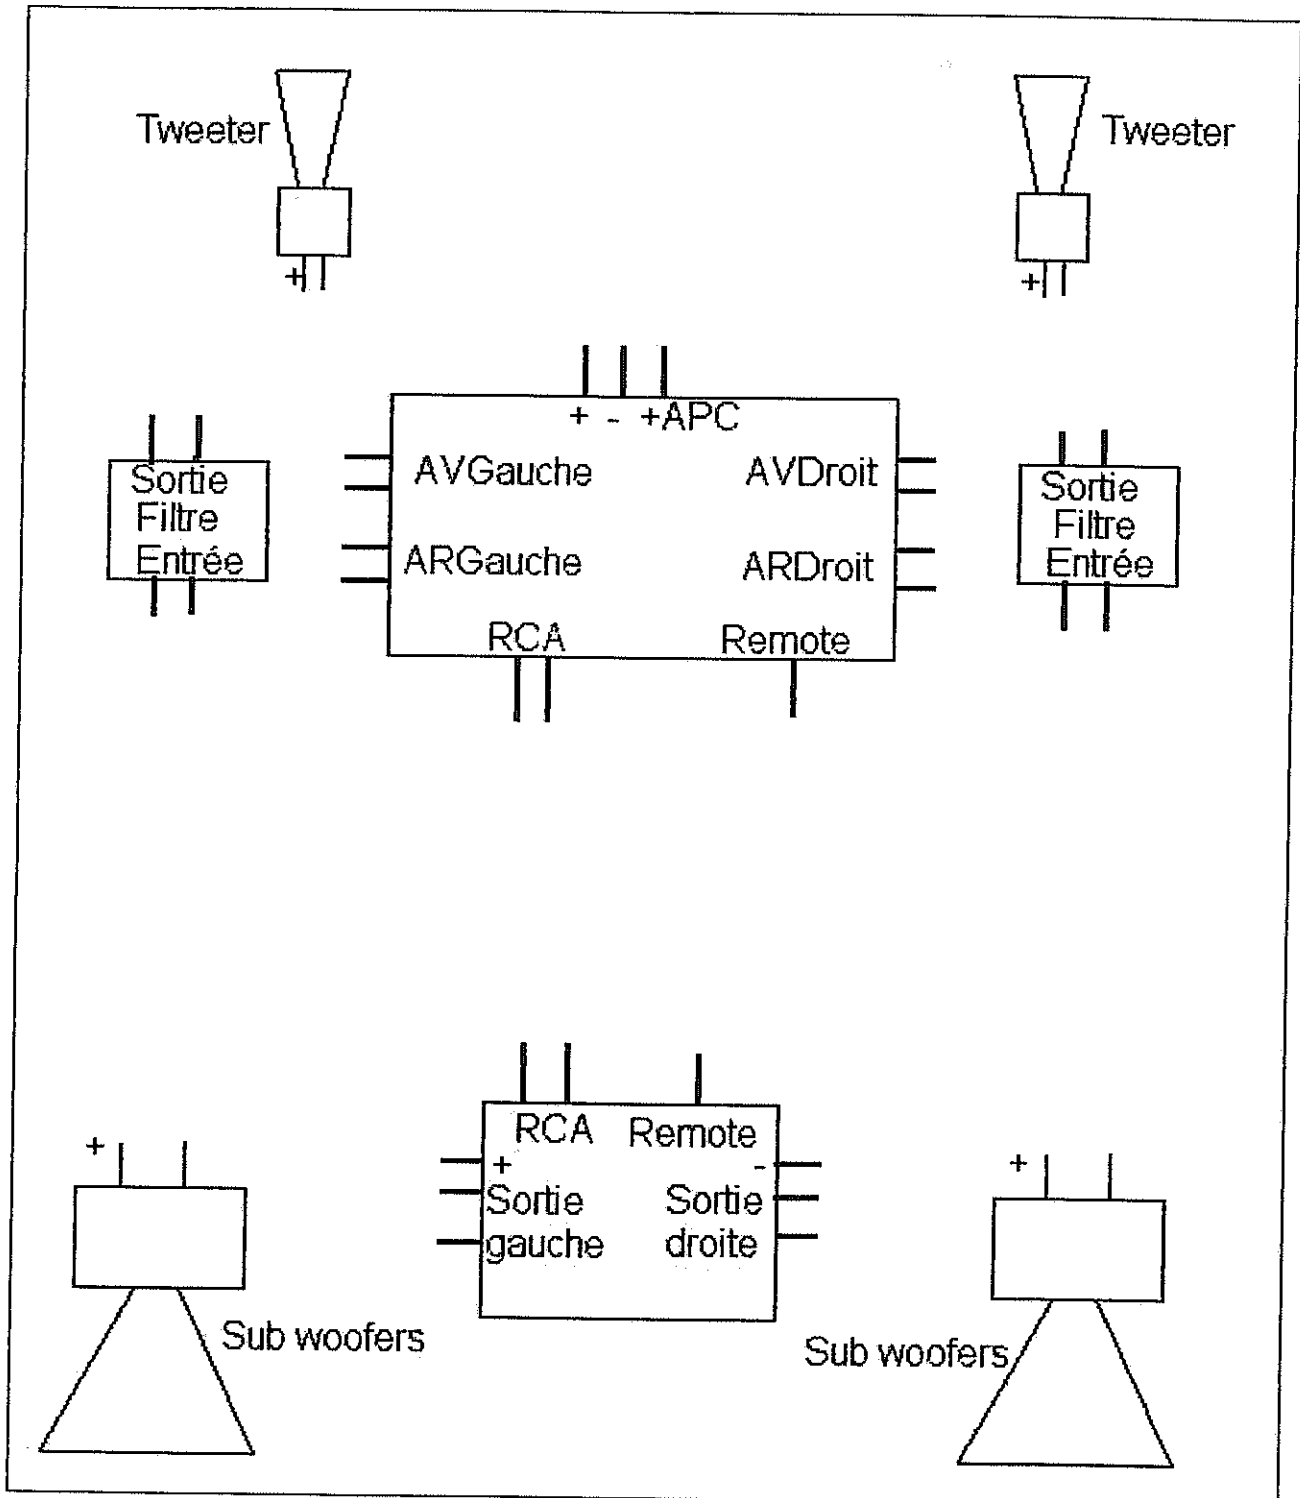 Tweeter
Tweeter
+
+
+ - +APC
AVGauche
AVDroit
ARGauche
ARDroit
RCA
Remote
Sortie
Filtre
Entrée
Sortie
Filtre
Entrée
RCA
Remote
+
-
Sortie
gauche
Sortie
droite
+
Sub woofers
+
Sub woofers